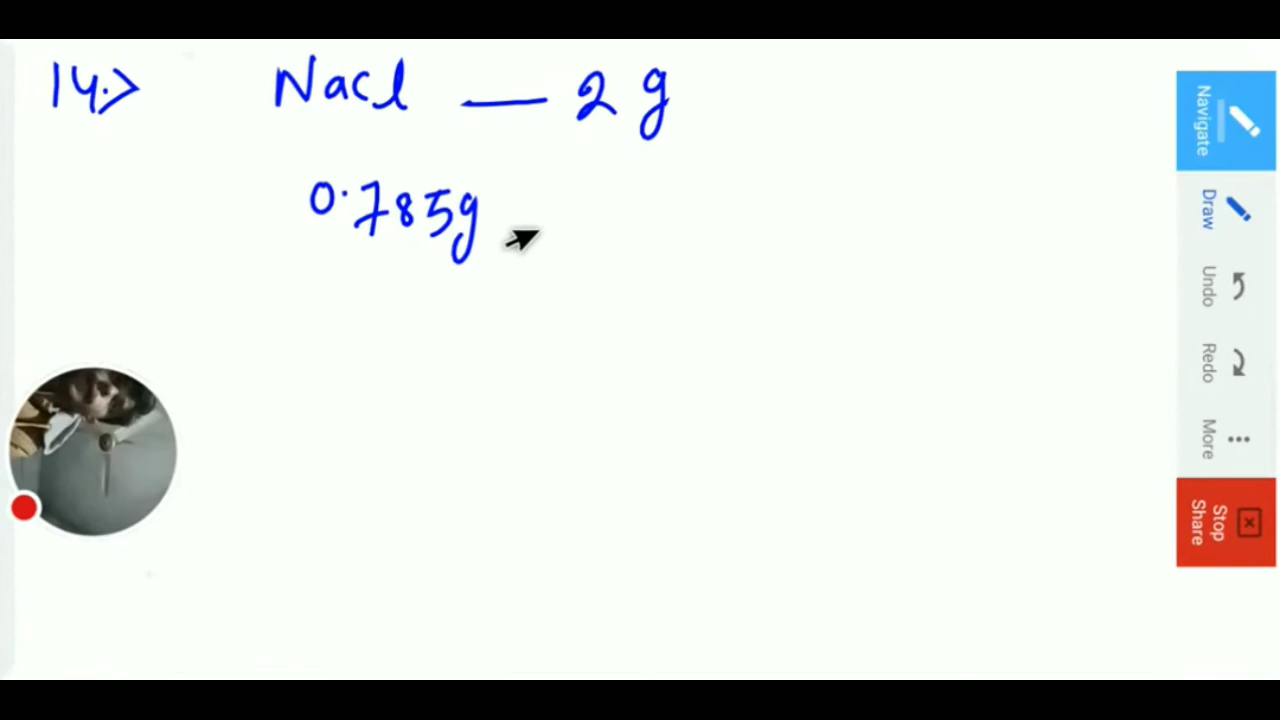 14.> NaCl — 2 g
0.785g
Navigate
Draw
Undo
Redo
More
Stop
Share